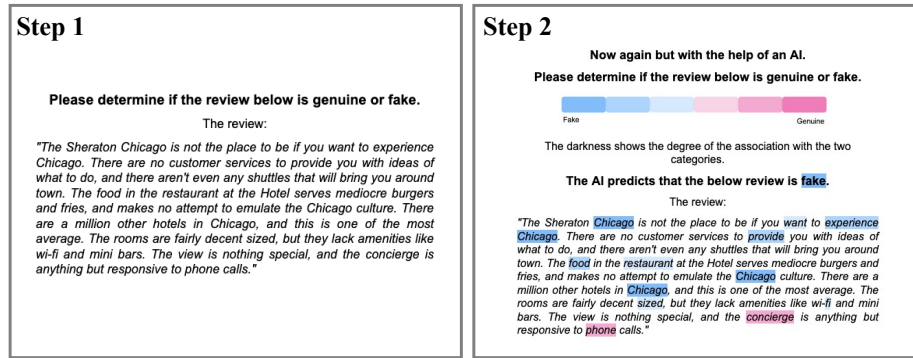 Step 1
Please determine if the review below is genuine or fake.
The review:
"The Sheraton Chicago is not the place to be if you want to experience
Chicago. There are no customer services to provide you with ideas of
what to do, and there aren't even any shuttles that will bring you around
town. The food in the restaurant at the Hotel serves mediocre burgers
and fries, and makes no attempt to emulate the Chicago culture. There
are a million other hotels in Chicago, and this is one of the most
average. The rooms are fairly decent sized, but they lack amenities like
wi-fi and mini bars. The view is nothing special, and the concierge is
anything but responsive to phone calls."
Step 2
Now again but with the help of an AI.
Please determine if the review below is genuine or fake.
Fake
Genuine
The darkness shows the degree of the association with the two
categories.
The AI predicts that the below review is fake.
The review:
"The Sheraton Chicago is not the place to be if you want to experience
Chicago. There are no customer services to provide you with ideas of
what to do, and there aren't even any shuttles that will bring you around
town. The food in the restaurant at the Hotel serves mediocre burgers and
fries, and makes no attempt to emulate the Chicago culture. There are a
million other hotels in Chicago, and this is one of the most average. The
rooms are fairly decent sized, but they lack amenities like wi-fi and mini
bars. The view is nothing special, and the concierge is anything but
responsive to phone calls."